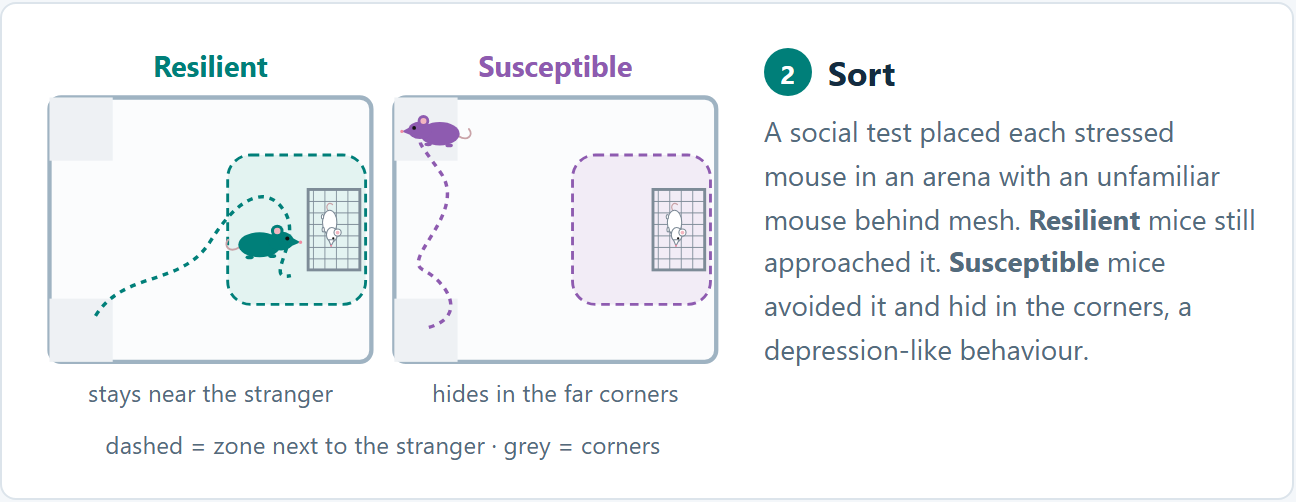 Resilient
Susceptible
stays near the stranger
hides in the far corners
dashed = zone next to the stranger · grey = corners
2 Sort
A social test placed each stressed
mouse in an arena with an unfamiliar
mouse behind mesh. Resilient mice still
approached it. Susceptible mice
avoided it and hid in the corners, a
depression-like behaviour.